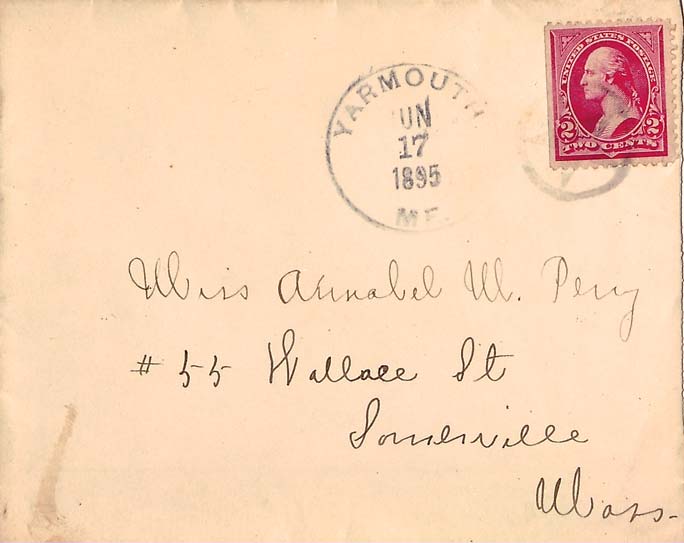 UNITED STATES POSTAGE
2 2
TWO CENTS
YARMOUTH
JUN
17
1895
ME.
Miss Annabel M. Perry
# 55 Wallace St
Somerville
Mass.